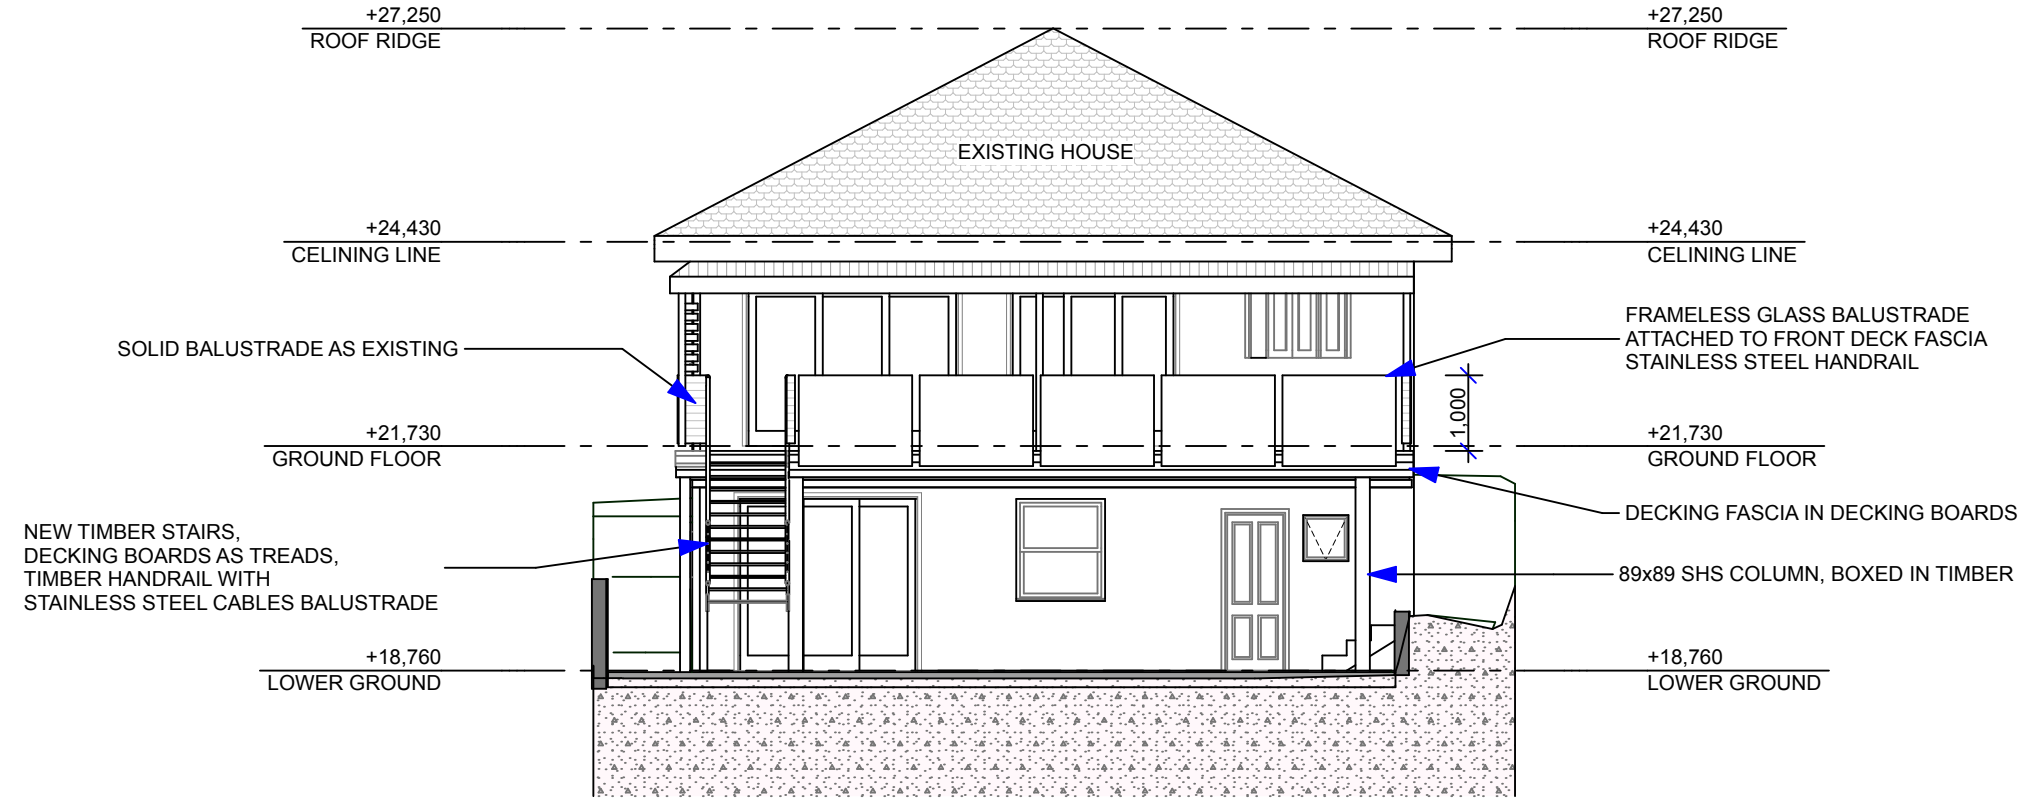 +27,250
ROOF RIDGE
+27,250
ROOF RIDGE
EXISTING HOUSE
+24,430
CELINING LINE
+24,430
CELINING LINE
SOLID BALUSTRADE AS EXISTING
FRAMELESS GLASS BALUSTRADE
ATTACHED TO FRONT DECK FASCIA
STAINLESS STEEL HANDRAIL
1,000
+21,730
GROUND FLOOR
+21,730
GROUND FLOOR
NEW TIMBER STAIRS,
DECKING BOARDS AS TREADS,
TIMBER HANDRAIL WITH
STAINLESS STEEL CABLES BALUSTRADE
DECKING FASCIA IN DECKING BOARDS
89x89 SHS COLUMN, BOXED IN TIMBER
+18,760
LOWER GROUND
+18,760
LOWER GROUND